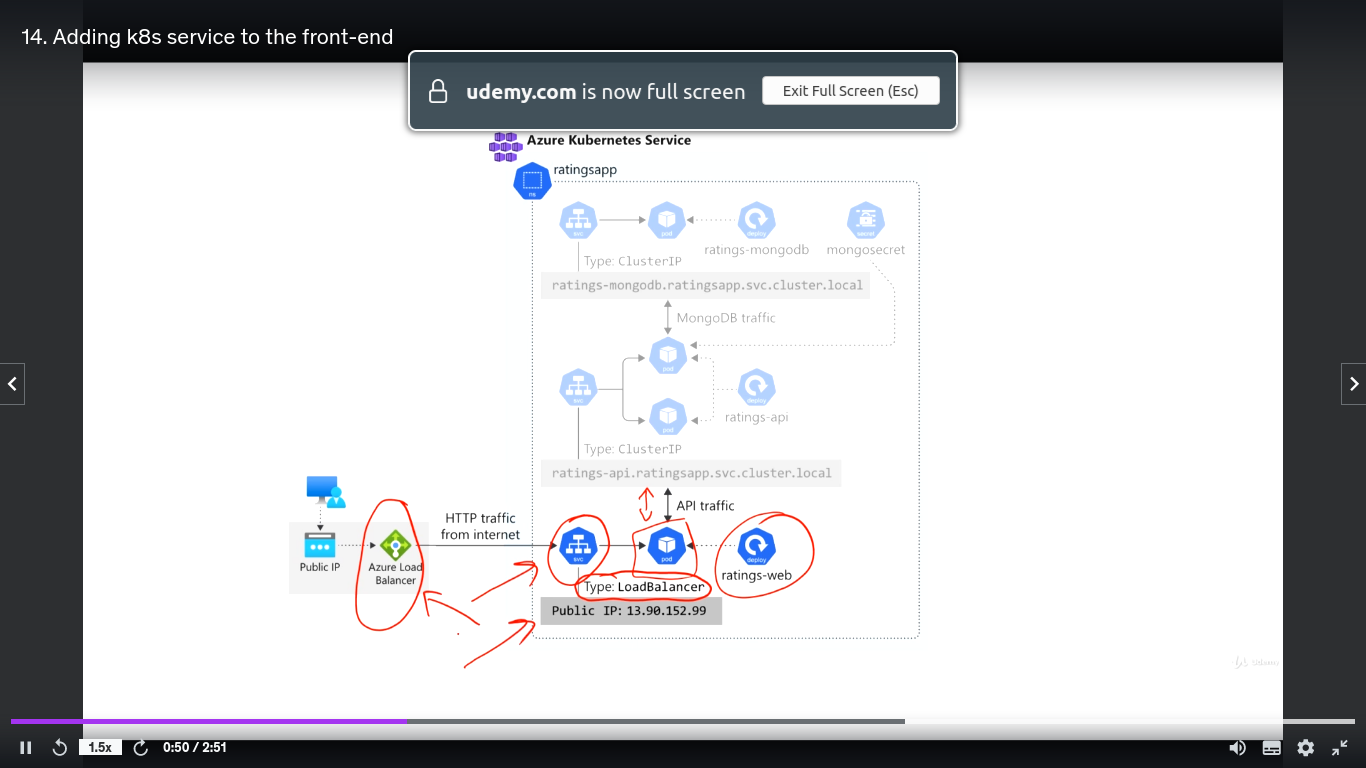 14. Adding k8s service to the front-end
udemy.com is now full screen
Exit Full Screen (Esc)
Azure Kubernetes Service
ratingsapp
ns
svc
pod
deploy
secret
ratings-mongodb
mongosecret
Type: ClusterIP
ratings-mongodb.ratingsapp.svc.cluster.local
MongoDB traffic
pod
svc
deploy
pod
ratings-api
Type: ClusterIP
ratings-api.ratingsapp.svc.cluster.local
API traffic
HTTP traffic
from internet
svc
pod
deploy
Public IP
Azure Load
Balancer
ratings-web
Type: LoadBalancer
Public IP: 13.90.152.99
Udemy
1.5x
0:50 / 2:51